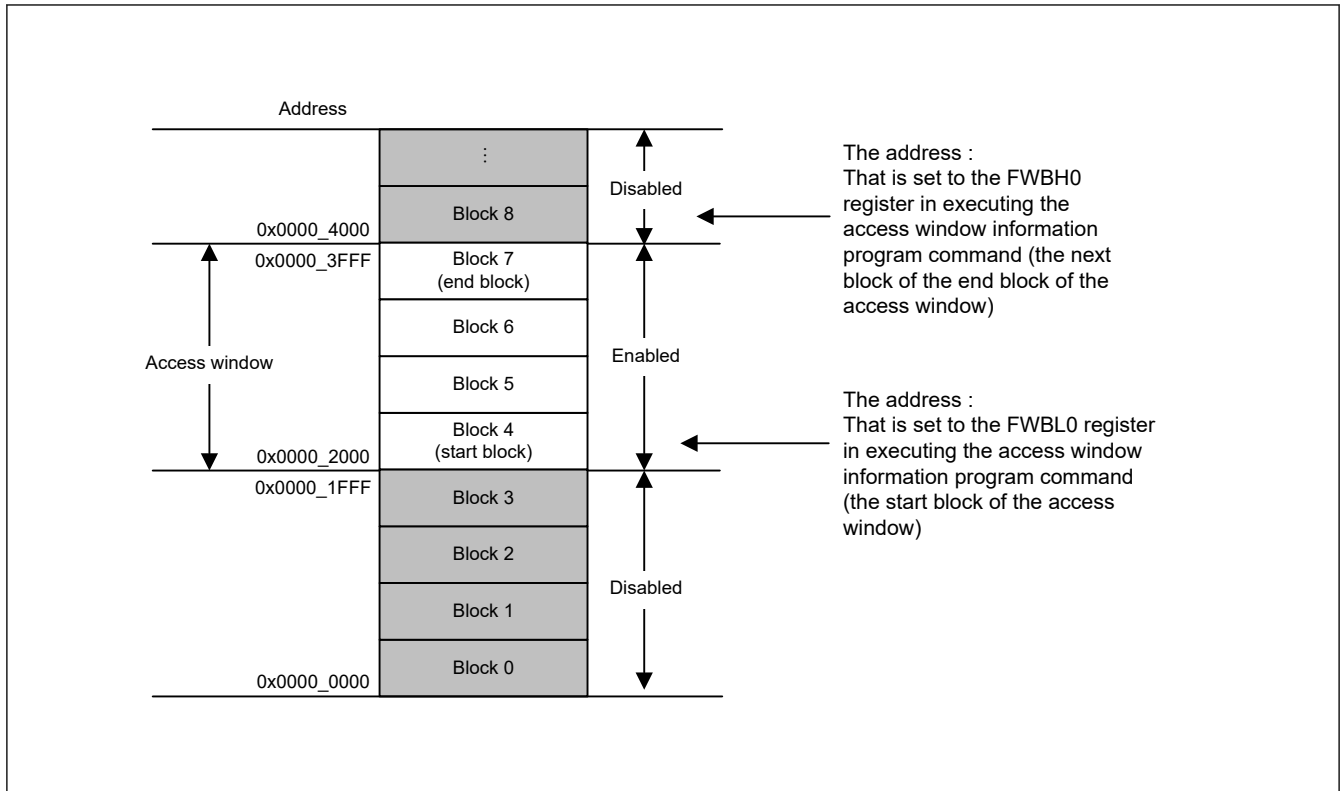 Address
⋮
Disabled
Block 8
0x0000_4000
0x0000_3FFF
Block 7
(end block)
Block 6
Access window
Enabled
Block 5
Block 4
(start block)
0x0000_2000
0x0000_1FFF
Block 3
Block 2
Disabled
Block 1
Block 0
0x0000_0000
The address :
That is set to the FWBH0
register in executing the
access window information
program command (the next
block of the end block of the
access window)
The address :
That is set to the FWBL0 register
in executing the access window
information program command
(the start block of the access
window)